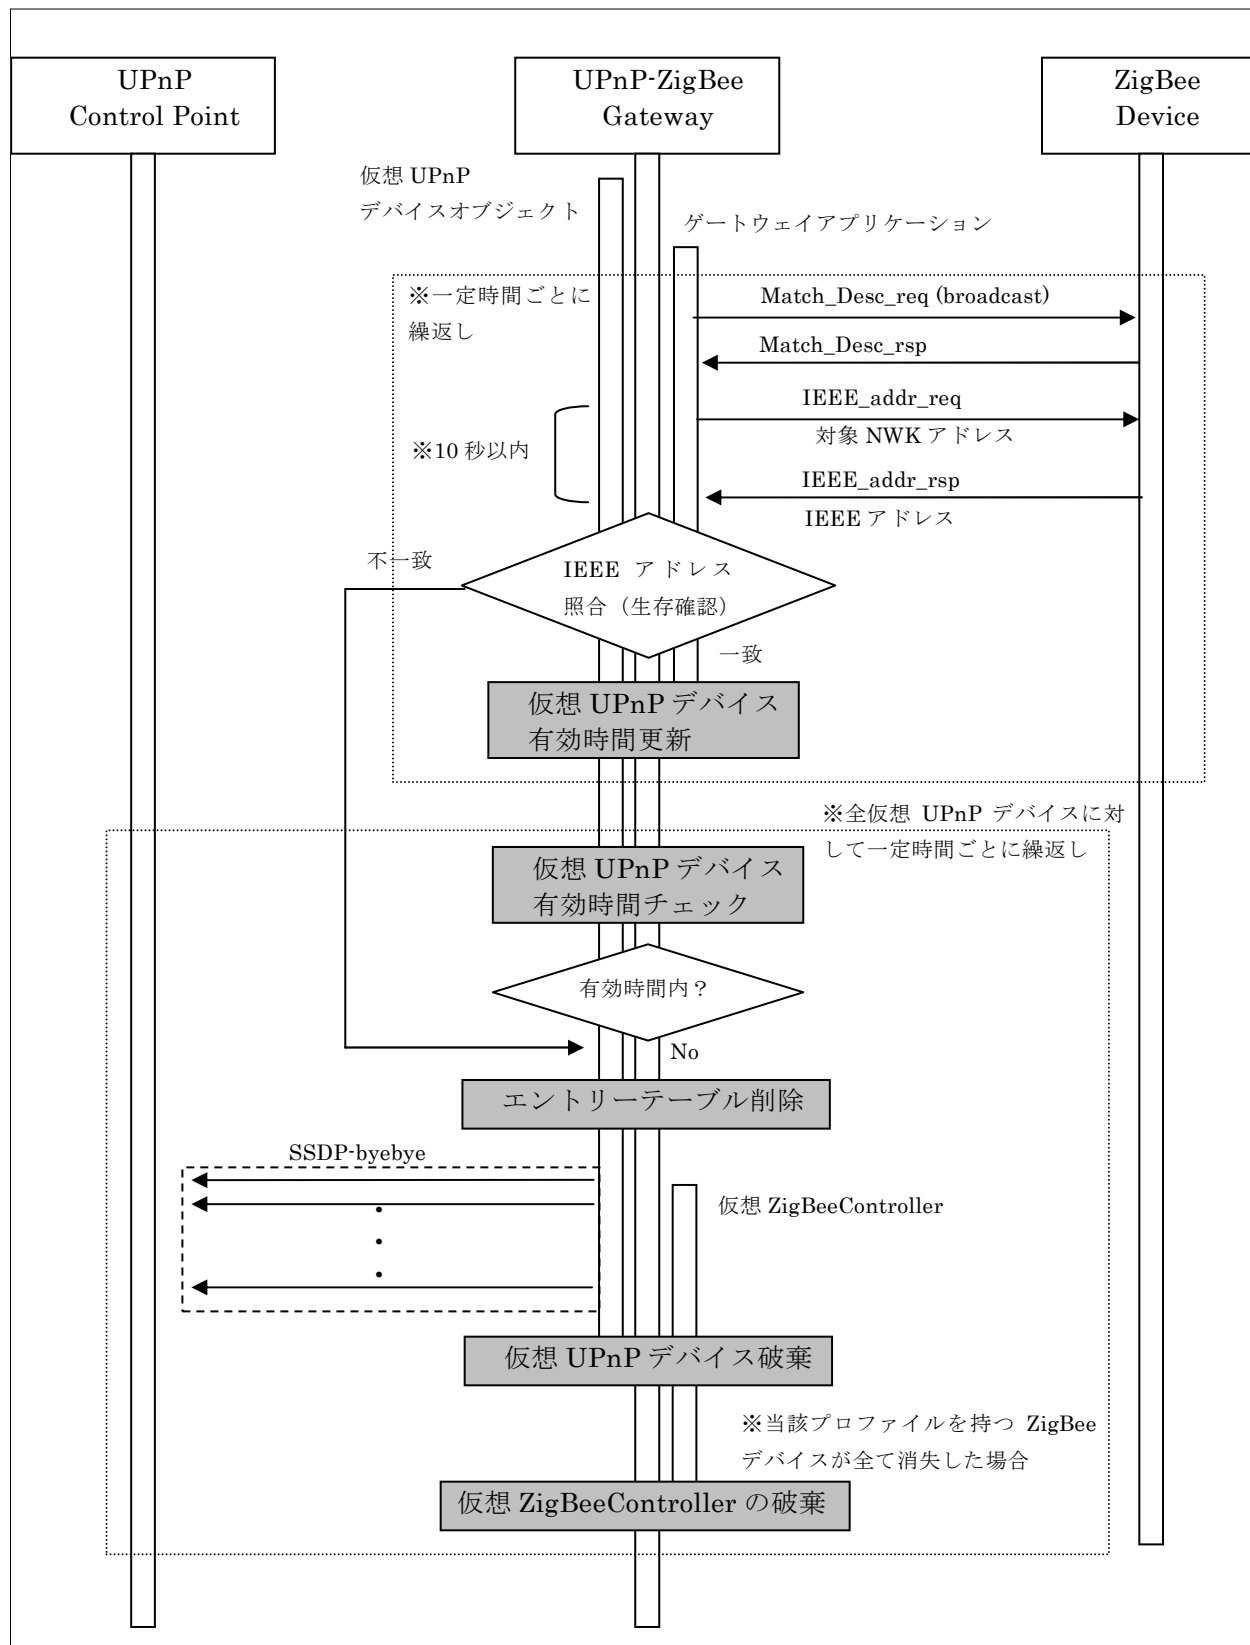 UPnP
Control Point
UPnP-ZigBee
Gateway
ZigBee
Device
仮想 UPnP
デバイスオブジェクト
ゲートウェイアプリケーション
※一定時間ごとに
繰返し
Match_Desc_req (broadcast)
Match_Desc_rsp
IEEE_addr_req
対象 NWK アドレス
※10 秒以内
IEEE_addr_rsp
IEEE アドレス
不一致
IEEE アドレス
照合（生存確認）
一致
仮想 UPnP デバイス
有効時間更新
※全仮想 UPnP デバイスに対
して一定時間ごとに繰返し
仮想 UPnP デバイス
有効時間チェック
有効時間内？
No
エントリーテーブル削除
SSDP-byebye
仮想 ZigBeeController
仮想 UPnP デバイス破棄
※当該プロファイルを持つ ZigBee
デバイスが全て消失した場合
仮想 ZigBeeController の破棄